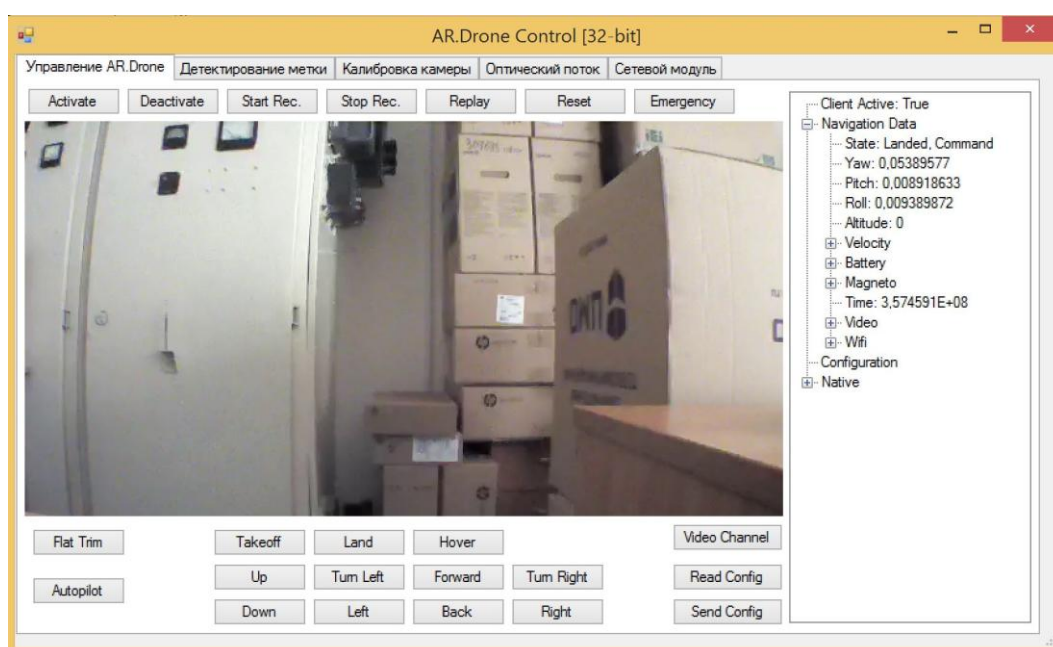 AR.Drone Control [32-bit]
Управление AR.Drone Детектирование метки Калибровка камеры Оптический поток Сетевой модуль
Activate Deactivate Start Rec. Stop Rec. Replay Reset Emergency
Client Active: True
Navigation Data
State: Landed, Command
Yaw: 0,05389577
Pitch: 0,008918633
Roll: 0,009389872
Altitude: 0
Velocity
Battery
Magneto
Time: 3,574591E+08
Video
Wifi
Configuration
Native
hp
hp
Flat Trim Takeoff Land Hover Video Channel
Autopilot Up Turn Left Forward Turn Right Read Config
Down Left Back Right Send Config